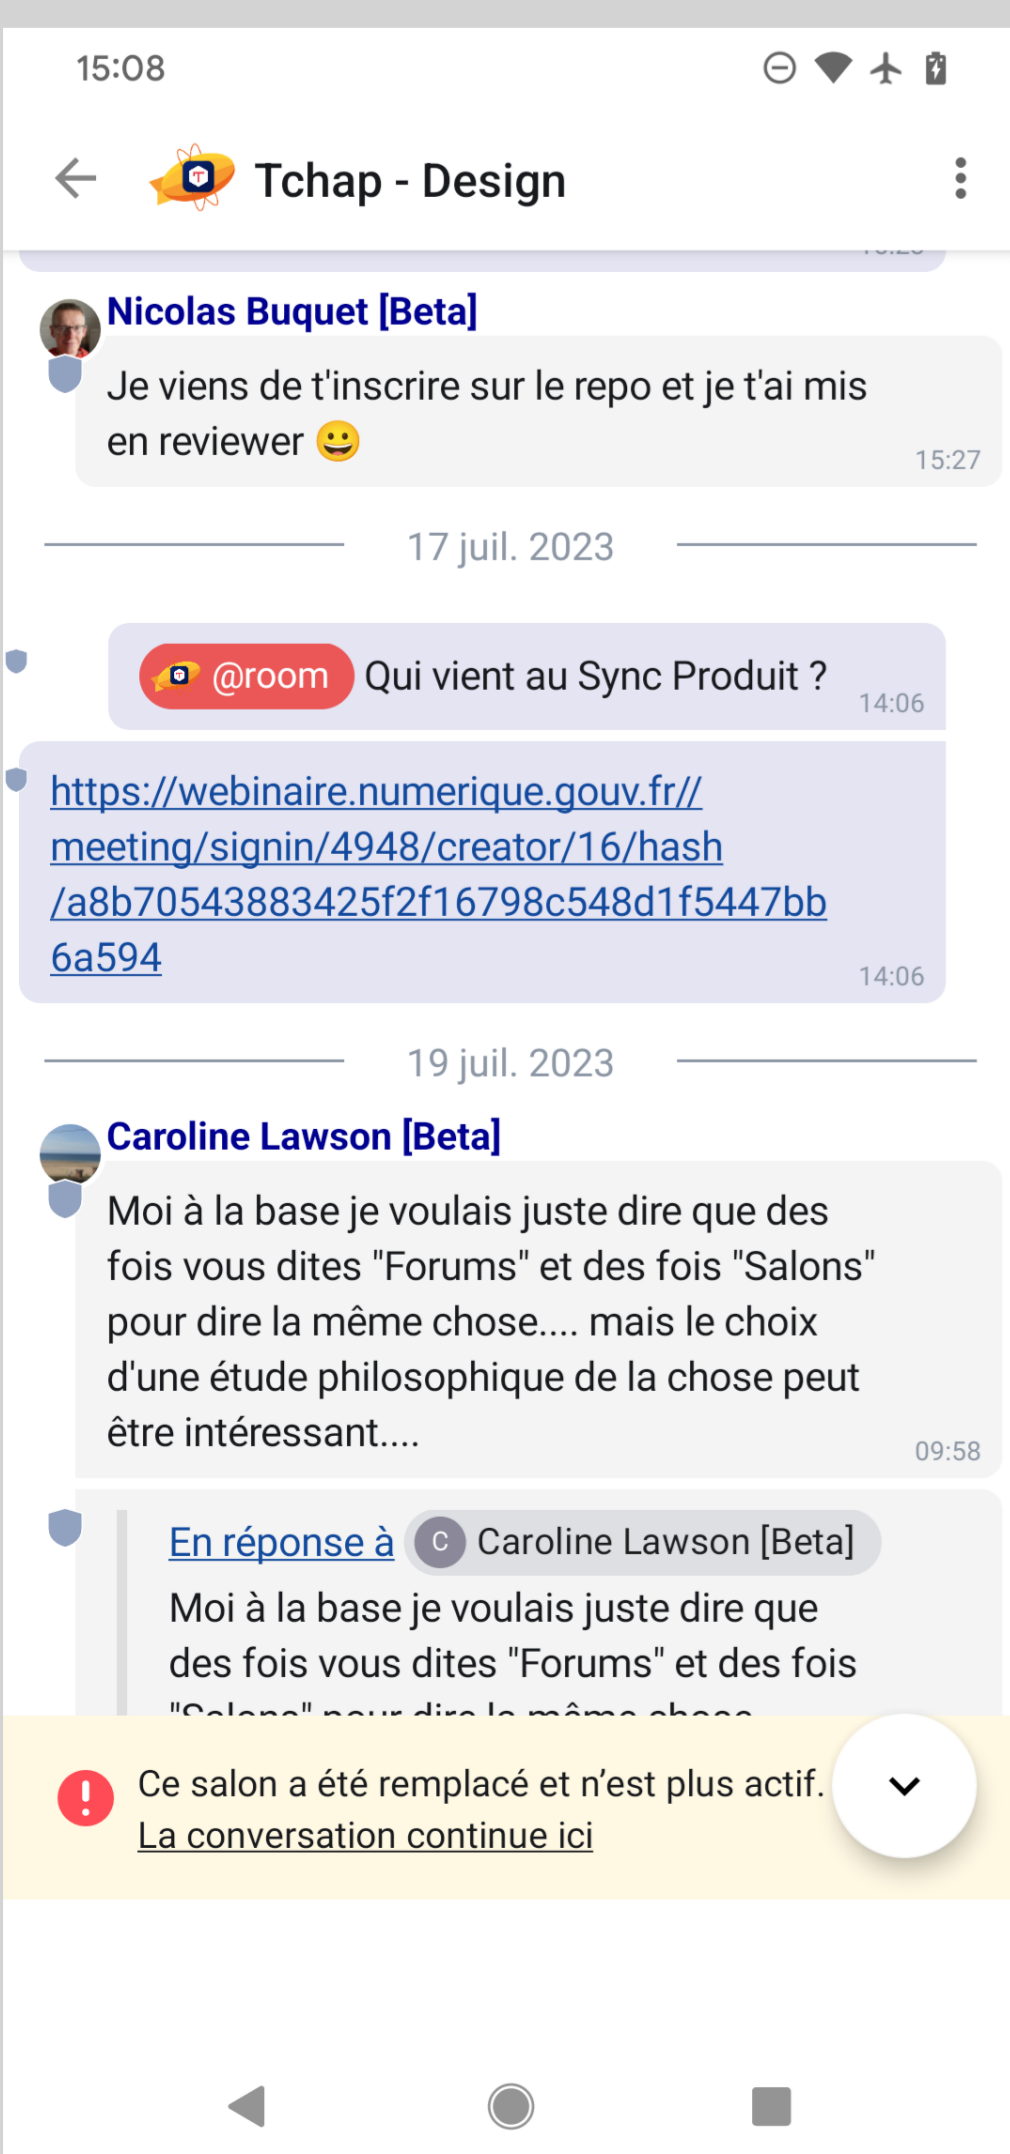 15:08
Tchap - Design
Nicolas Buquet [Beta]
Je viens de t'inscrire sur le repo et je t'ai mis
en reviewer 😀
15:27
17 juil. 2023
@room Qui vient au Sync Produit ?
14:06
https://webinaire.numerique.gouv.fr//
meeting/signin/4948/creator/16/hash
/a8b70543883425f2f16798c548d1f5447bb
6a594
14:06
19 juil. 2023
Caroline Lawson [Beta]
Moi à la base je voulais juste dire que des
fois vous dites "Forums" et des fois "Salons"
pour dire la même chose.... mais le choix
d'une étude philosophique de la chose peut
être intéressant....
09:58
En réponse à C Caroline Lawson [Beta]
Moi à la base je voulais juste dire que
des fois vous dites "Forums" et des fois
"Salons" pour dire la même chose
Ce salon a été remplacé et n’est plus actif.
La conversation continue ici